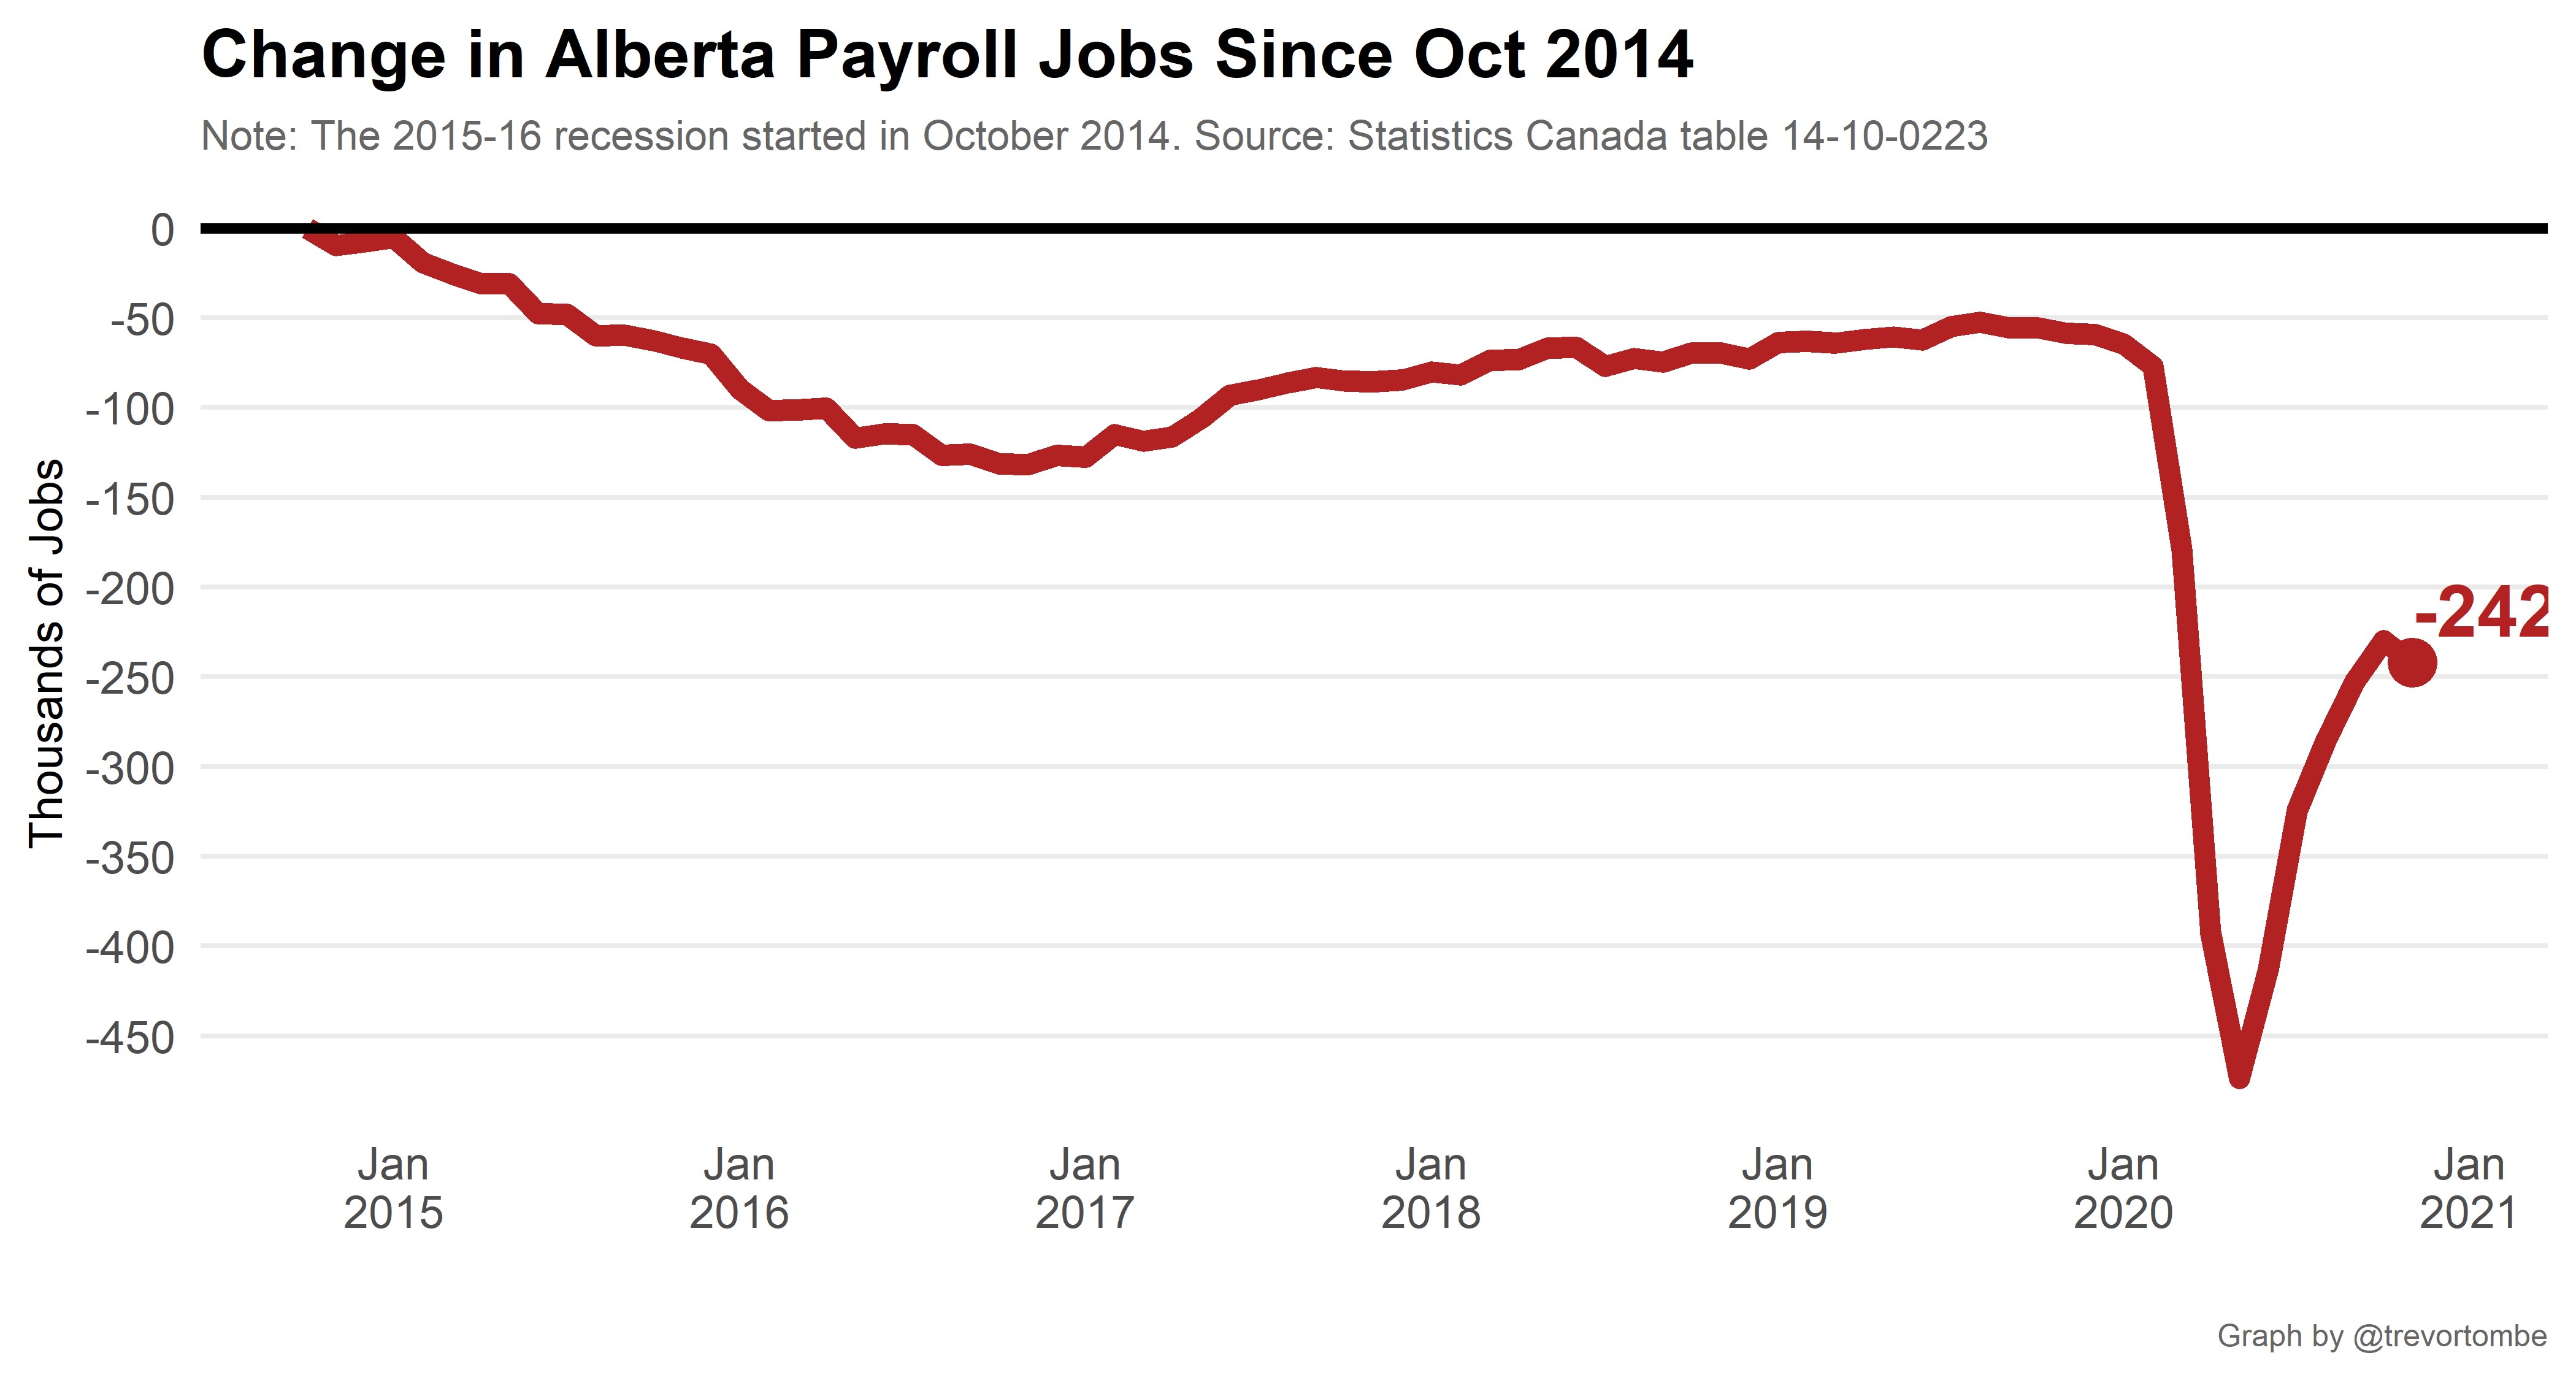 Change in Alberta Payroll Jobs Since Oct 2014
Note: The 2015-16 recession started in October 2014. Source: Statistics Canada table 14-10-0223
Thousands of Jobs
0
-50
-100
-150
-200
-250
-300
-350
-400
-450
-242
Jan
2015
Jan
2016
Jan
2017
Jan
2018
Jan
2019
Jan
2020
Jan
2021
Graph by @trevortombe